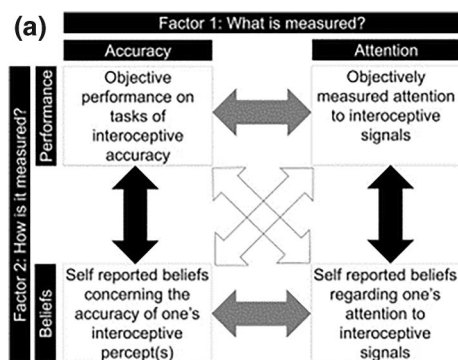 (a)
Factor 1: What is measured?
Accuracy
Attention
Factor 2: How is it measured?
Performance
Objective
performance on
tasks of
interoceptive
accuracy
Objectively
measured attention
to interoceptive
signals
Beliefs
Self reported beliefs
concerning the
accuracy of one's
interoceptive
percept(s)
Self reported beliefs
regarding one's
attention to
interoceptive
signals